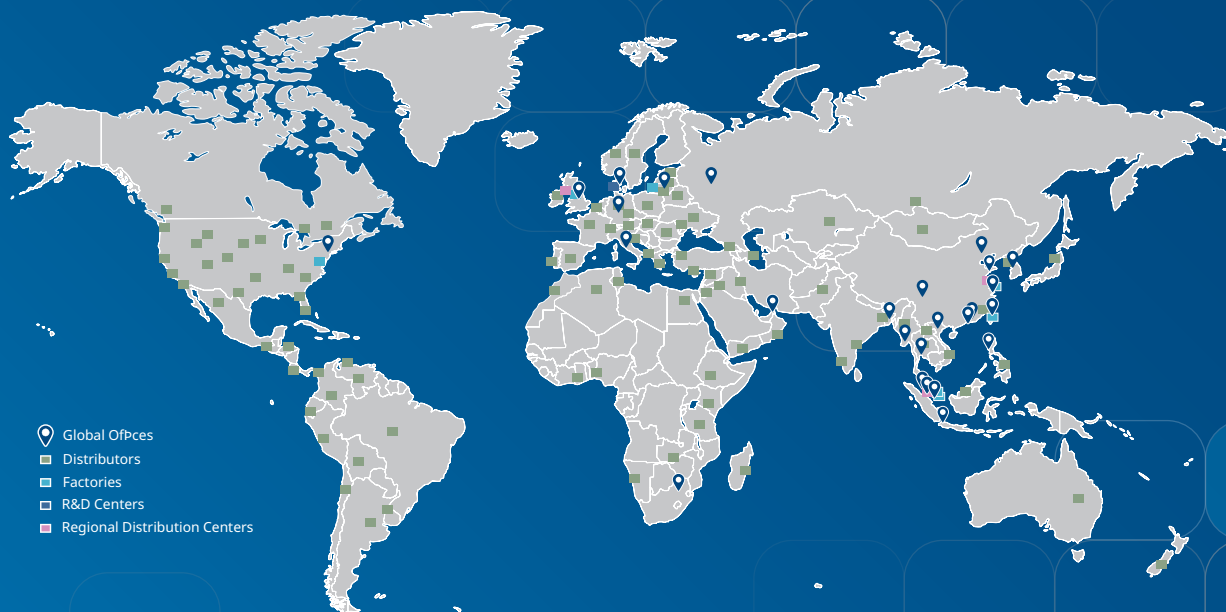 Global OfÞces
Distributors
Factories
R&D Centers
Regional Distribution Centers